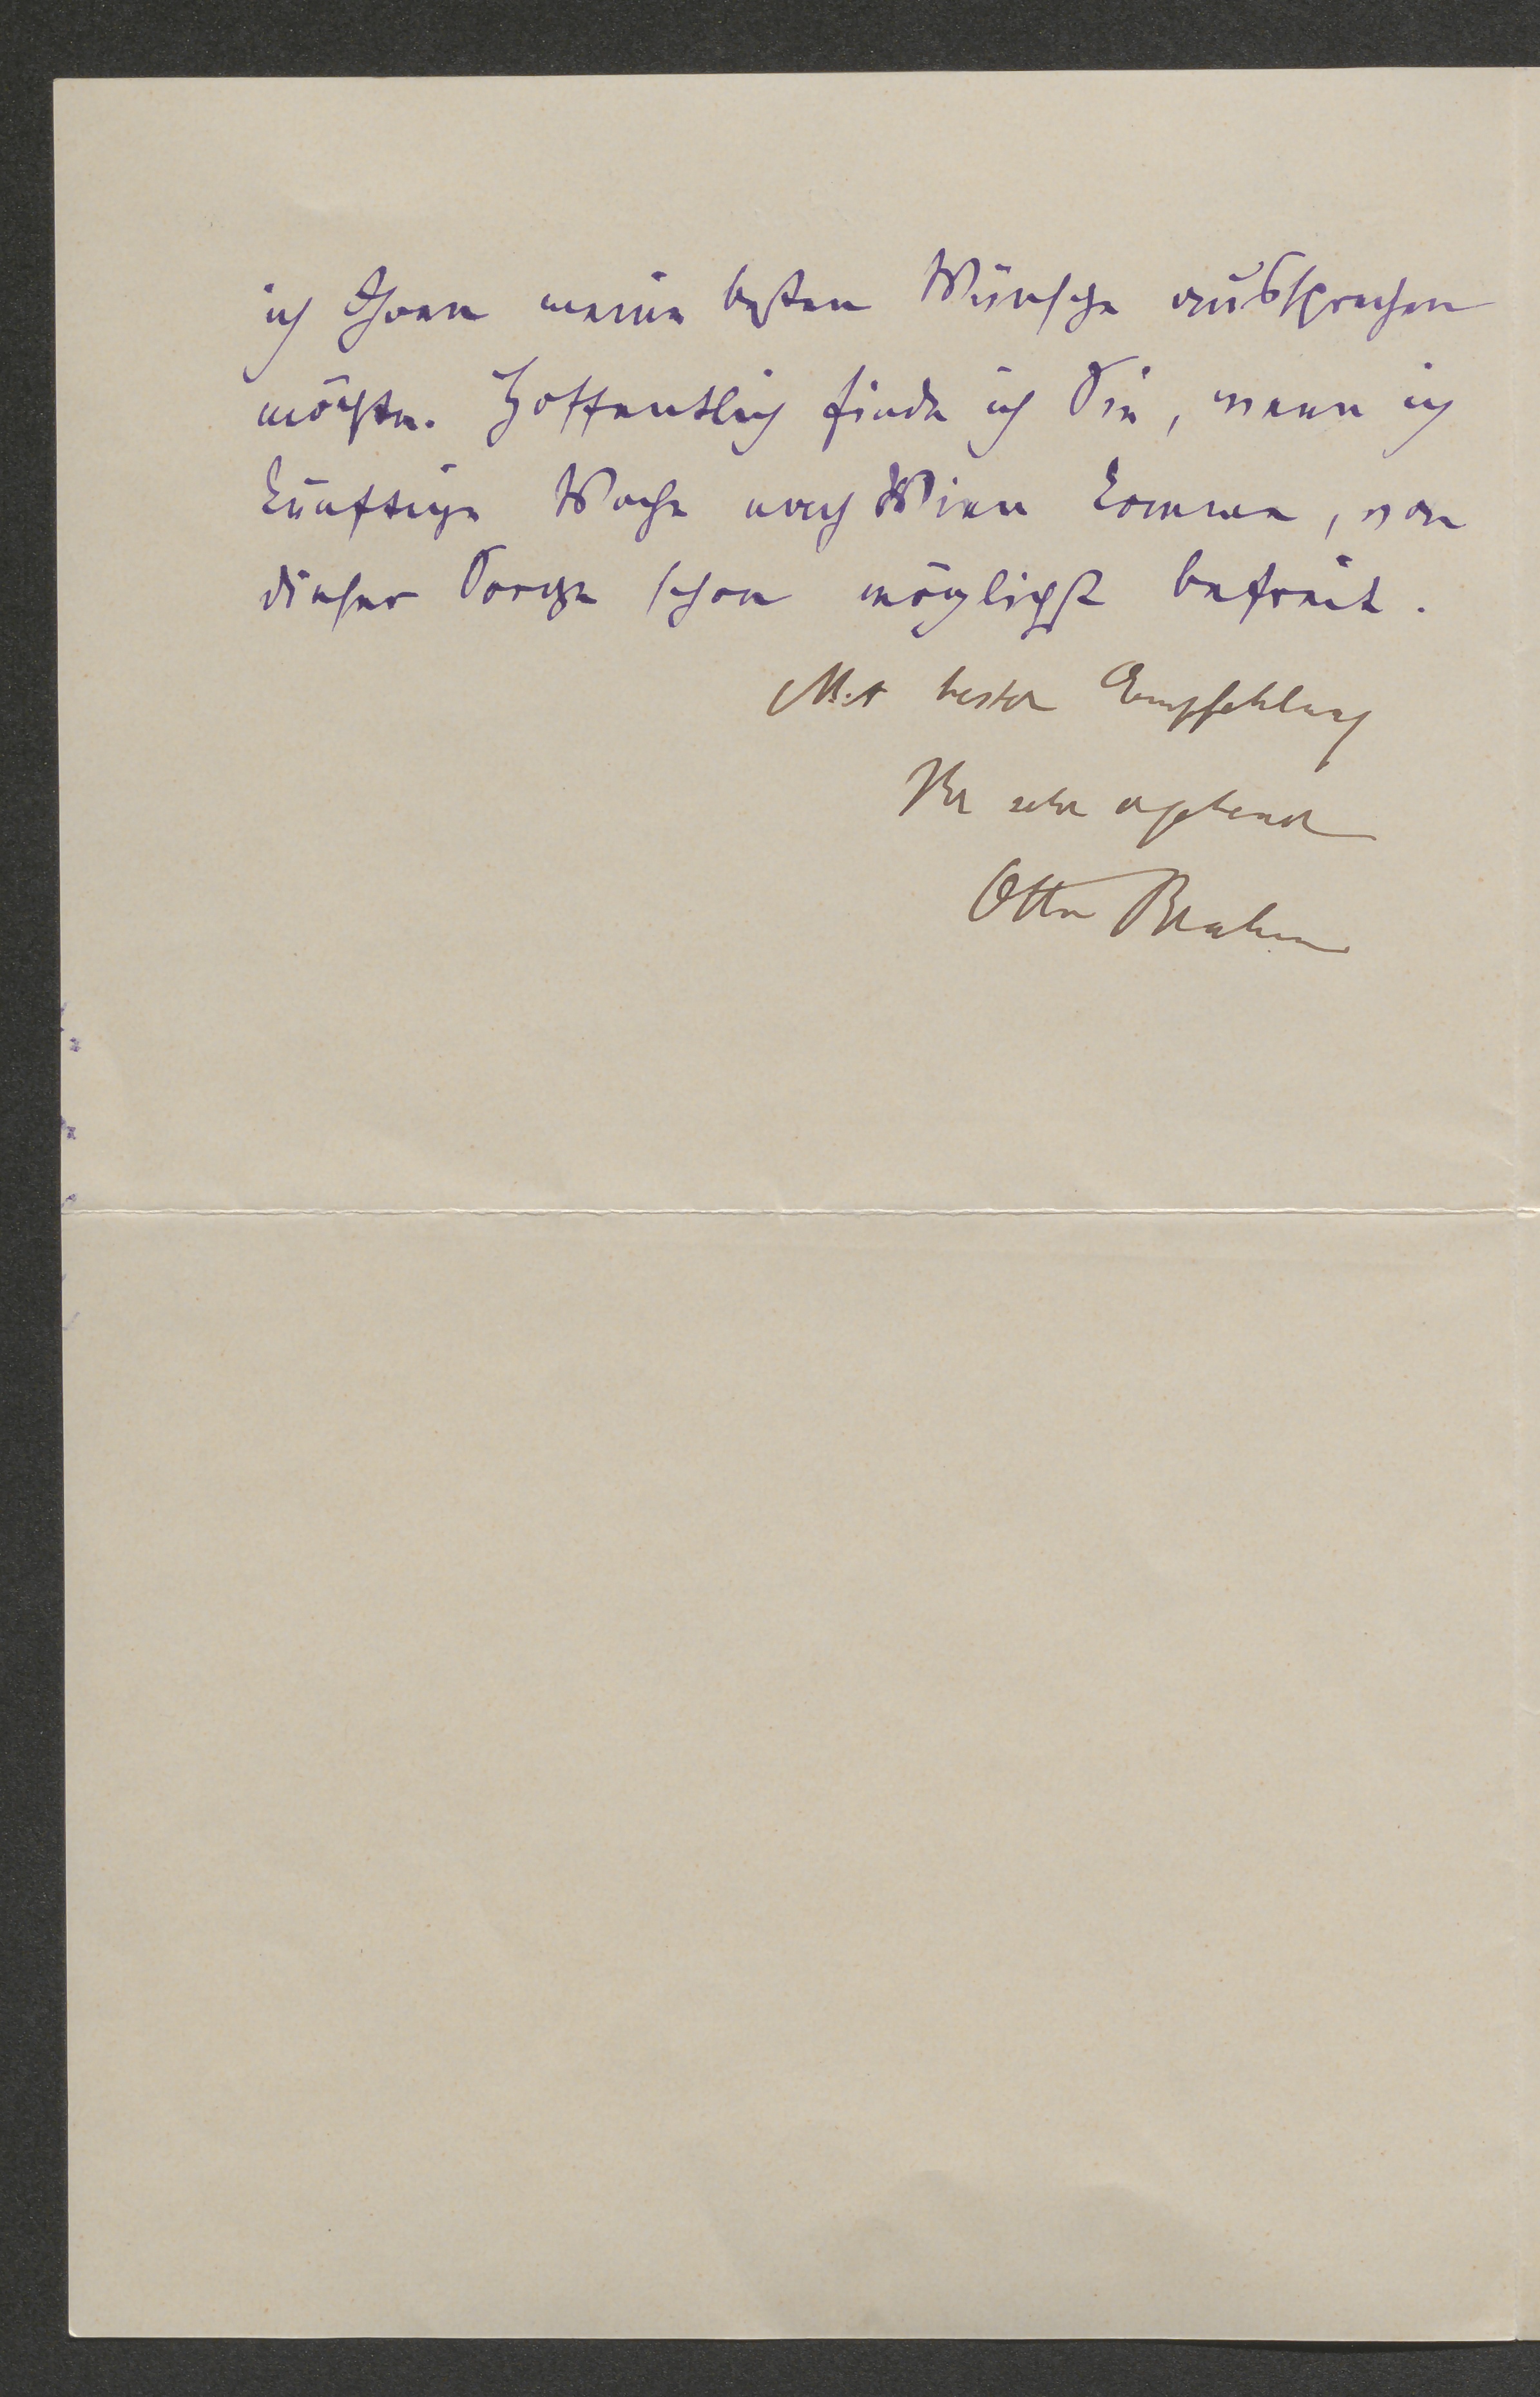 ich Ihnen meine besten Wünsche aussprechen
möchte. Hoffentlich finde ich Sie, wenn ich
künftige Woche nach Wien komme, von
dieser Sorge schon möglichst befreit.
Mit bester Empfehlung
Ihr sehr ergebener
Otto Brahm